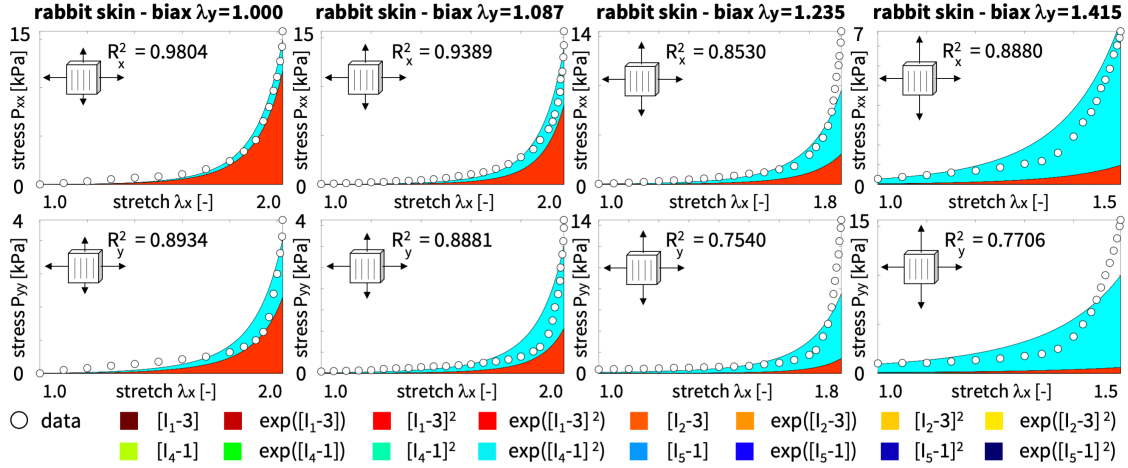 rabbit skin - biax λy=1.000
rabbit skin - biax λy=1.087
rabbit skin - biax λy=1.235
rabbit skin - biax λy=1.415
15
R²x = 0.9804
stress Pxx [kPa]
0
1.0
stretch λx [-]
2.0
15
R²x = 0.9389
stress Pxx [kPa]
0
1.0
stretch λx [-]
2.0
14
R²x = 0.8530
stress Pxx [kPa]
0
1.0
stretch λx [-]
1.8
7
R²x = 0.8880
stress Pxx [kPa]
0
1.0
stretch λx [-]
1.5
4
R²y = 0.8934
stress Pyy [kPa]
0
1.0
stretch λx [-]
2.0
4
R²y = 0.8881
stress Pyy [kPa]
0
1.0
stretch λx [-]
2.0
14
R²y = 0.7540
stress Pyy [kPa]
0
1.0
stretch λx [-]
1.8
15
R²y = 0.7706
stress Pyy [kPa]
0
1.0
stretch λx [-]
1.5
data [I₁-3] exp([I₁-3]) [I₁-3]² exp([I₁-3]²) [I₂-3] exp([I₂-3]) [I₂-3]² exp([I₂-3]²)
[I₄-1] exp([I₄-1]) [I₄-1]² exp([I₄-1]²) [I₅-1] exp([I₅-1]) [I₅-1]² exp([I₅-1]²)